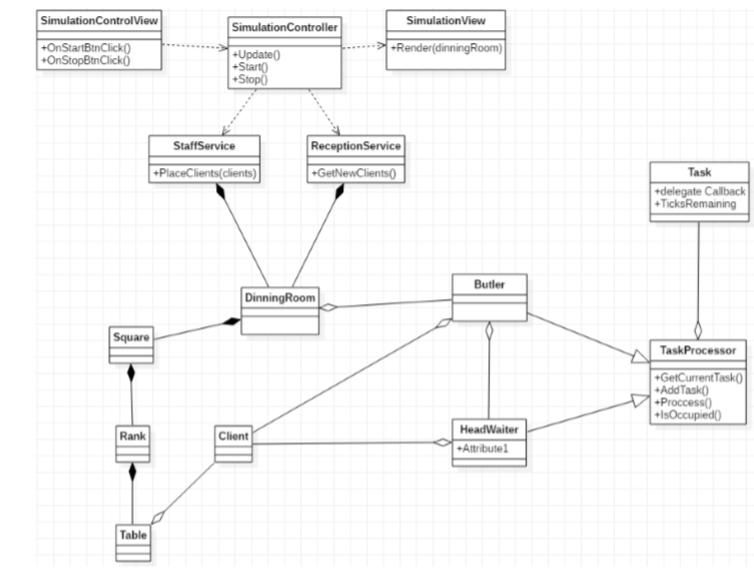 SimulationControlView
+OnStartBtnClick()
+OnStopBtnClick()
SimulationController
+Update()
+Start()
+Stop()
SimulationView
+Render(dinningRoom)
StaffService
+PlaceClients(clients)
ReceptionService
+GetNewClients()
Task
+delegate Callback
+TicksRemaining
DinningRoom
Butler
Square
TaskProcessor
+GetCurrentTask()
+AddTask()
+Proccess()
+IsOccupied()
Rank
Client
HeadWaiter
+Attribute1
Table